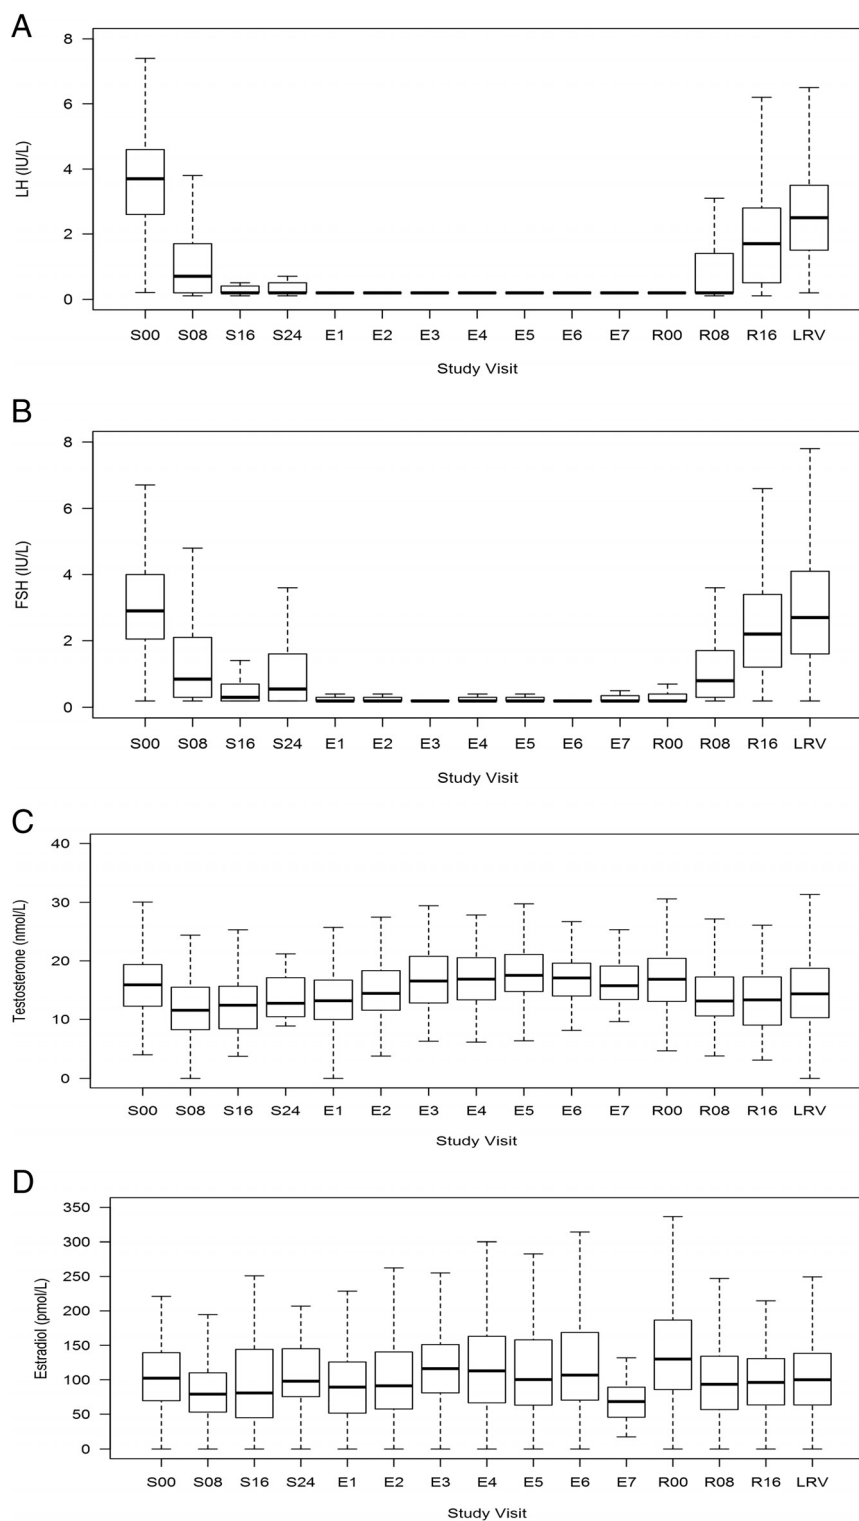 A
LH (IU/L)
8
6
4
2
0
S00 S08 S16 S24 E1 E2 E3 E4 E5 E6 E7 R00 R08 R16 LRV
Study Visit
B
FSH (IU/L)
8
6
4
2
0
S00 S08 S16 S24 E1 E2 E3 E4 E5 E6 E7 R00 R08 R16 LRV
Study Visit
C
Testosterone (nmol/L)
40
30
20
10
0
S00 S08 S16 S24 E1 E2 E3 E4 E5 E6 E7 R00 R08 R16 LRV
Study Visit
D
Estradiol (pmol/L)
350
300
250
200
150
100
50
0
S00 S08 S16 S24 E1 E2 E3 E4 E5 E6 E7 R00 R08 R16 LRV
Study Visit